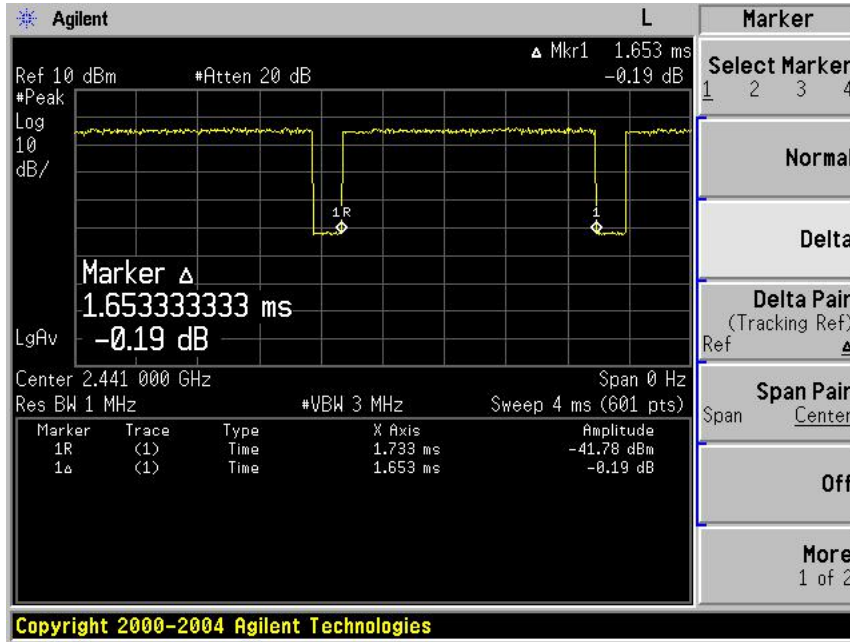 Agilent
L
Marker
Δ Mkr1 1.653 ms
Ref 10 dBm #Atten 20 dB -0.19 dB
#Peak
Log
10
dB/
1R
1
Marker Δ
1.653333333 ms
-0.19 dB
LgAv
Center 2.441 000 GHz Span 0 Hz
Res BW 1 MHz #VBW 3 MHz Sweep 4 ms (601 pts)
Marker Trace Type X Axis Amplitude
1R (1) Time 1.733 ms -41.78 dBm
1Δ (1) Time 1.653 ms -0.19 dB
Copyright 2000-2004 Agilent Technologies
Select Marker
1 2 3 4
Normal
Delta
Delta Pair
(Tracking Ref)
Ref Δ
Span Pair
Span Center
Off
More
1 of 2